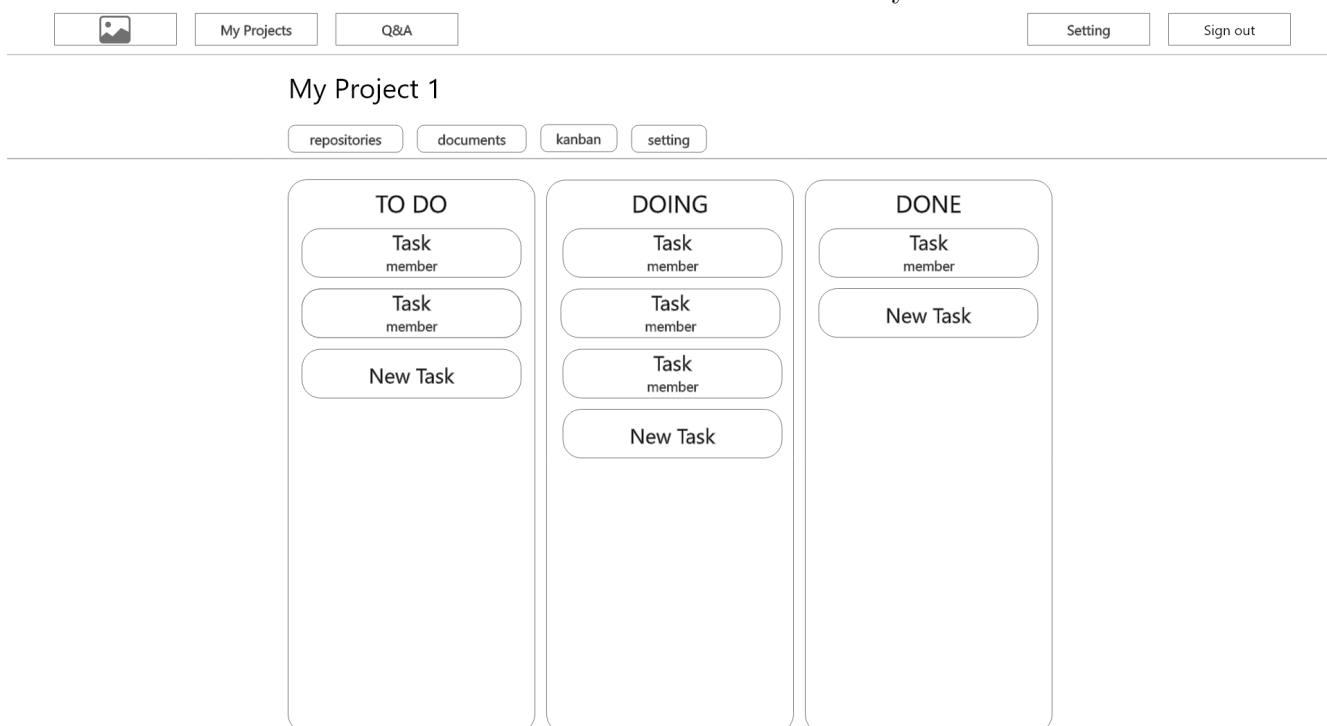 My Projects
Q&A
Setting
Sign out
My Project 1
repositories
documents
kanban
setting
TO DO
Task
member
Task
member
New Task
DOING
Task
member
Task
member
Task
member
New Task
DONE
Task
member
New Task